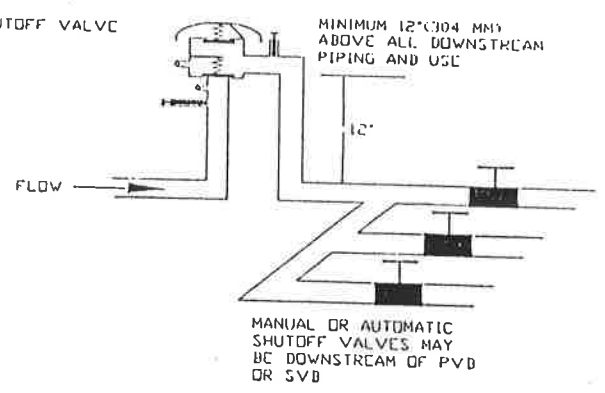 UTOFF VALVE
MINIMUM 12"(304 MM)
ABOVE ALL DOWNSTREAM
PIPING AND USE
12"
FLOW
MANUAL OR AUTOMATIC
SHUTOFF VALVES MAY
BE DOWNSTREAM OF PVB
OR SVB